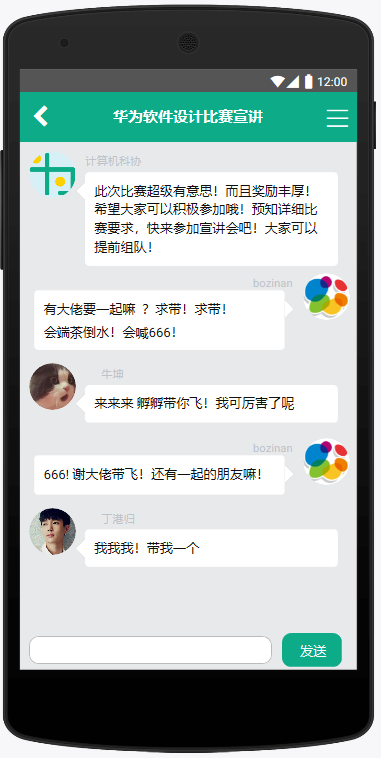 12:00
华为软件设计比赛宣讲
计算机科协
此次比赛超级有意思！而且奖励丰厚！
希望大家可以积极参加哦！预知详细比
赛要求，快来参加宣讲会吧！大家可以
提前组队！
bozinan
有大佬要一起嘛 ？求带！求带！
会端茶倒水！会喊666！
牛坤
来来来 孵孵带你飞！我可厉害了呢
bozinan
666! 谢大佬带飞！还有一起的朋友嘛！
丁港归
我我我！带我一个
发送